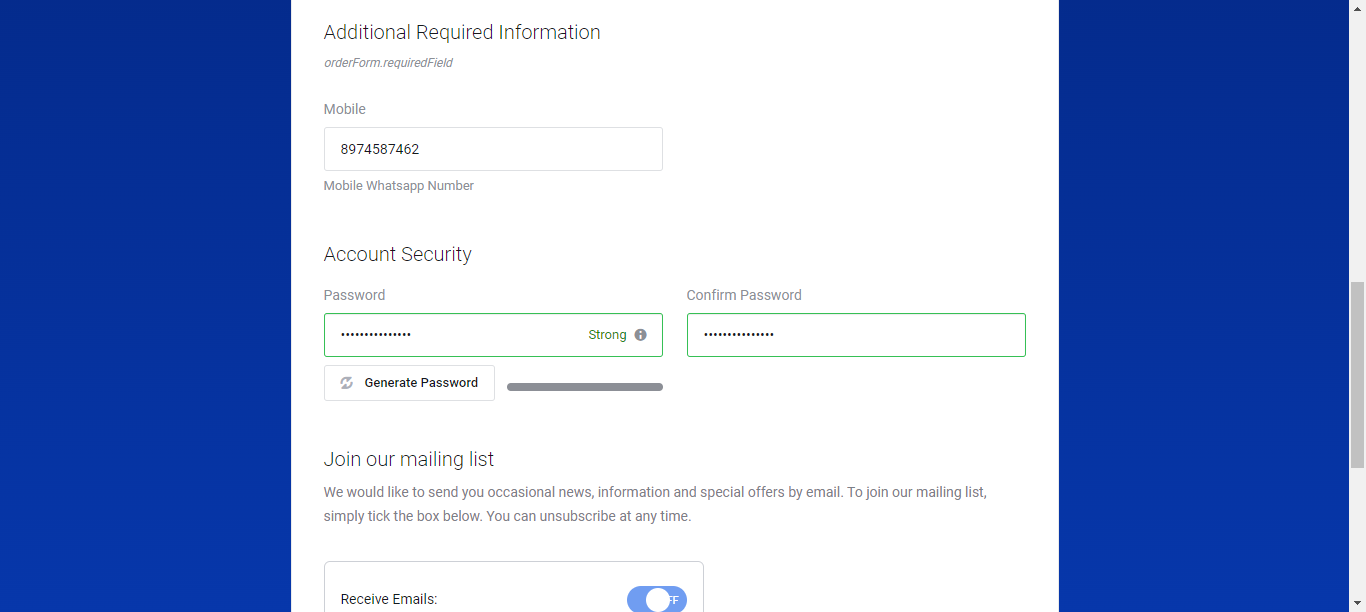 Additional Required Information
orderForm.requiredField
Mobile
8974587462
Mobile Whatsapp Number
Account Security
Password
Confirm Password
••••••••••••••• Strong
•••••••••••••••
Generate Password
Join our mailing list
We would like to send you occasional news, information and special offers by email. To join our mailing list,
simply tick the box below. You can unsubscribe at any time.
Receive Emails: